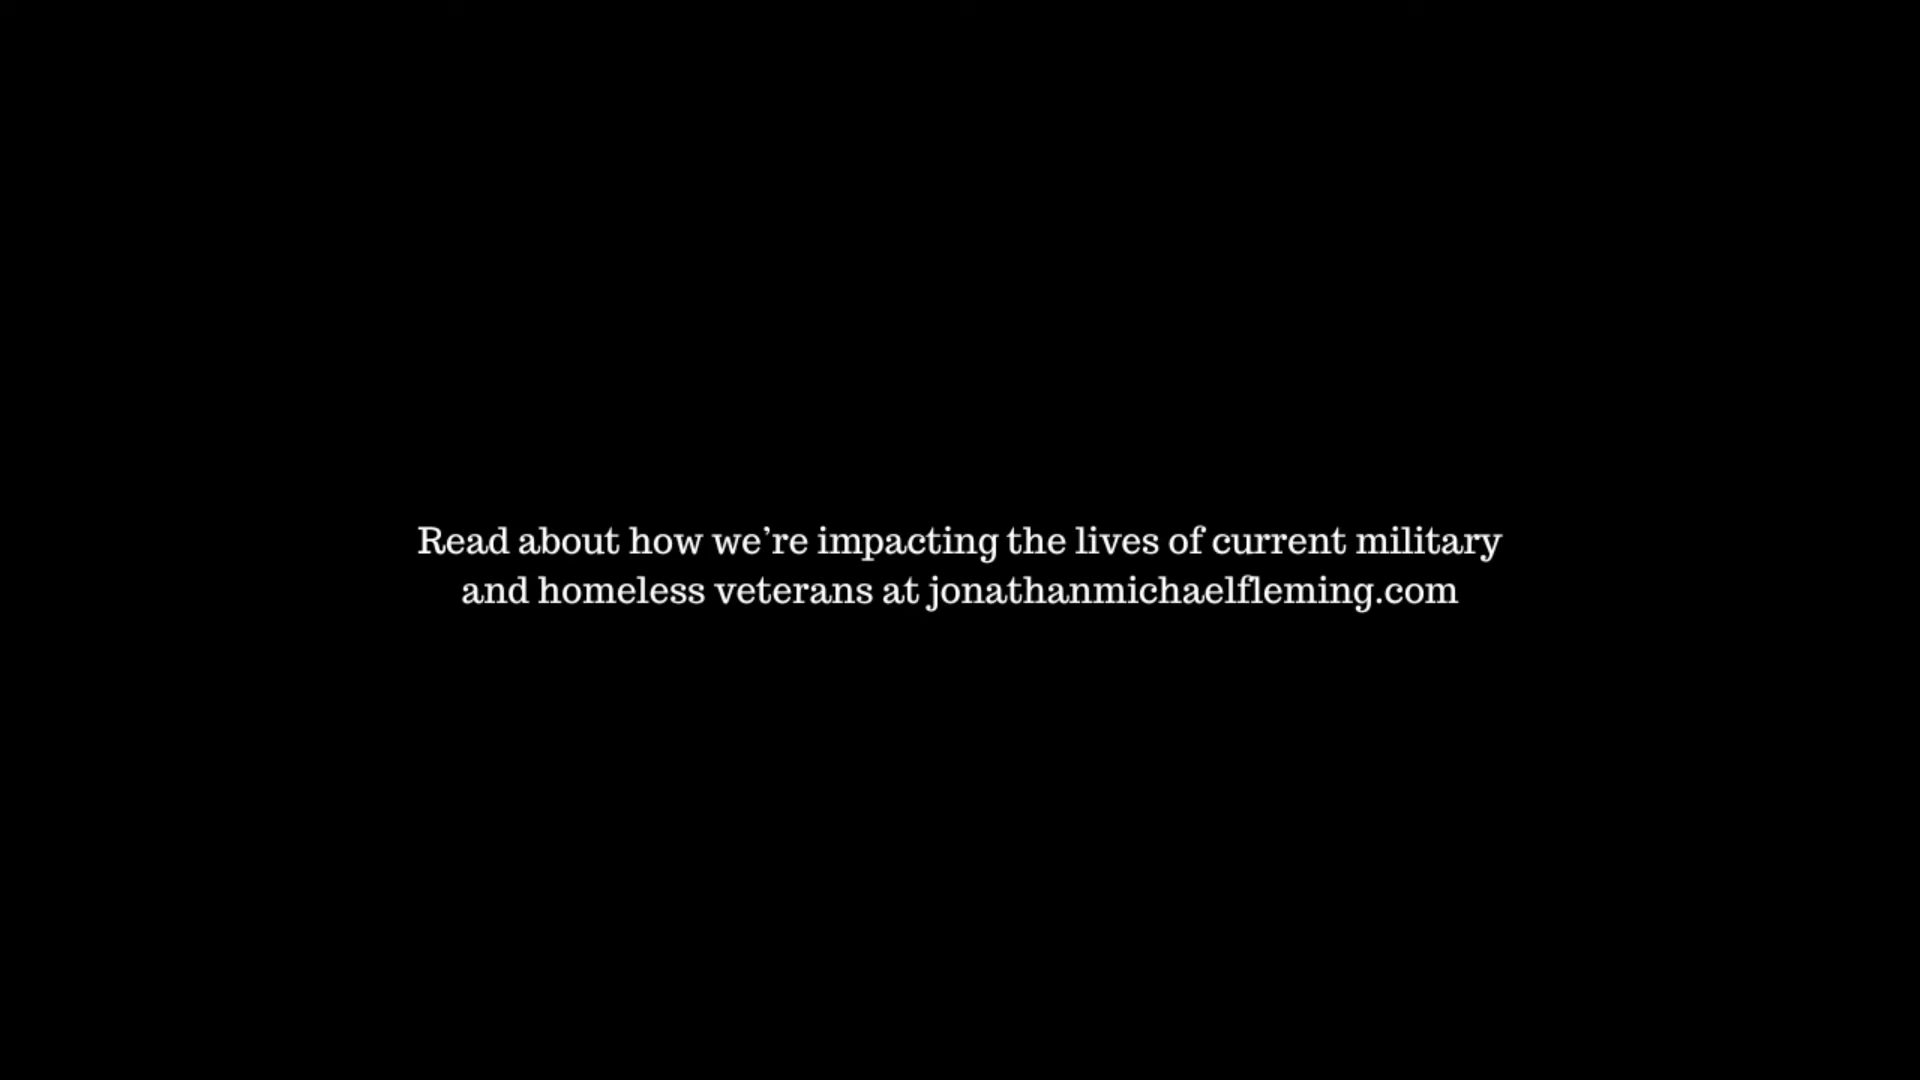 Read about how we’re impacting the lives of current military
and homeless veterans at jonathanmichaelfleming.com